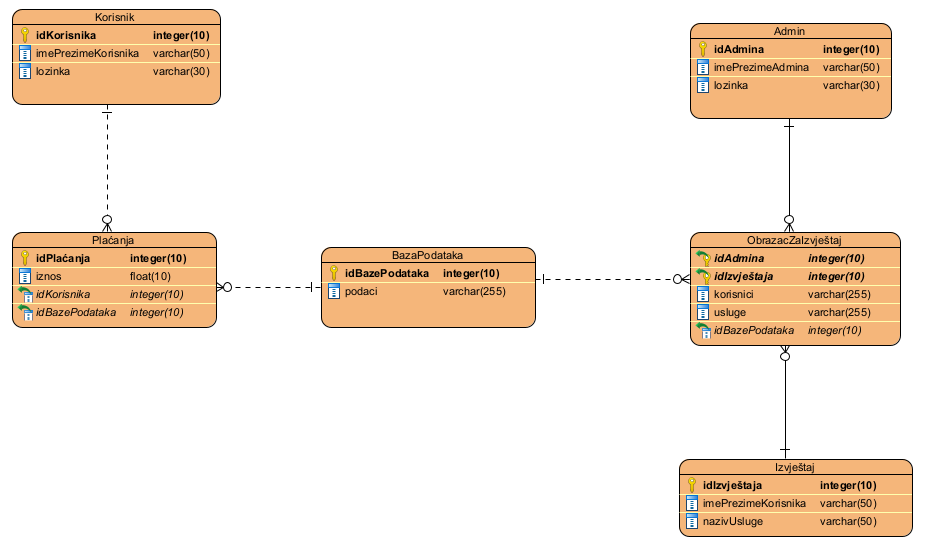 Korisnik
idKorisnika integer(10)
imePrezimeKorisnika varchar(50)
lozinka varchar(30)
Admin
idAdmina integer(10)
imePrezimeAdmina varchar(50)
lozinka varchar(30)
Plaćanja
idPlaćanja integer(10)
iznos float(10)
idKorisnika integer(10)
idBazePodataka integer(10)
BazaPodataka
idBazePodataka integer(10)
podaci varchar(255)
ObrazacZaIzvještaj
idAdmina integer(10)
idIzvještaja integer(10)
korisnici varchar(255)
usluge varchar(255)
idBazePodataka integer(10)
Izvještaj
idIzvještaja integer(10)
imePrezimeKorisnika varchar(50)
nazivUsluge varchar(50)